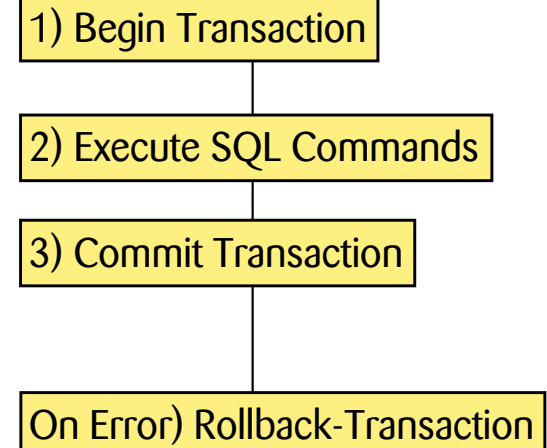 1) Begin Transaction
2) Execute SQL Commands
3) Commit Transaction
On Error) Rollback-Transaction